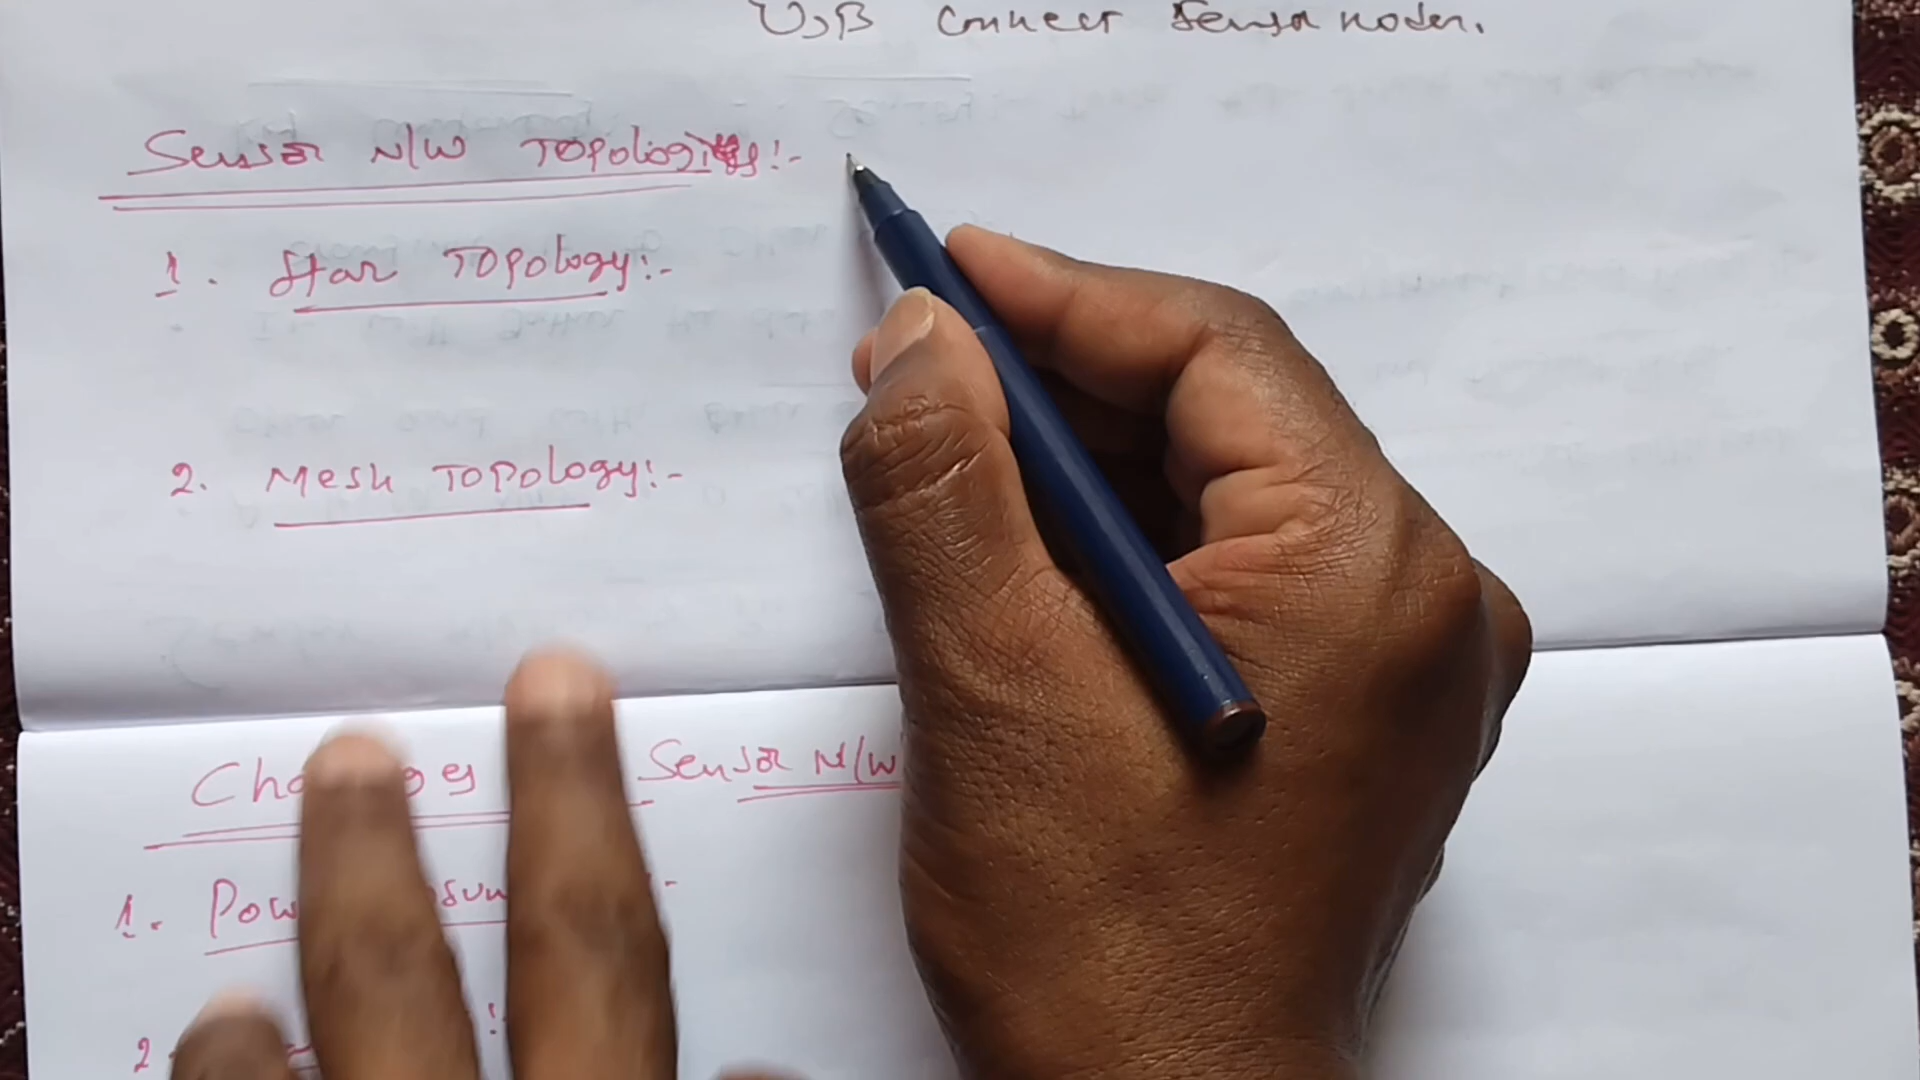 USB connect Sensor nodes.
Sensor N/W Topologies:-
1. Star Topology:-
2. Mesh Topology:-
Sensor N/W
1.
2